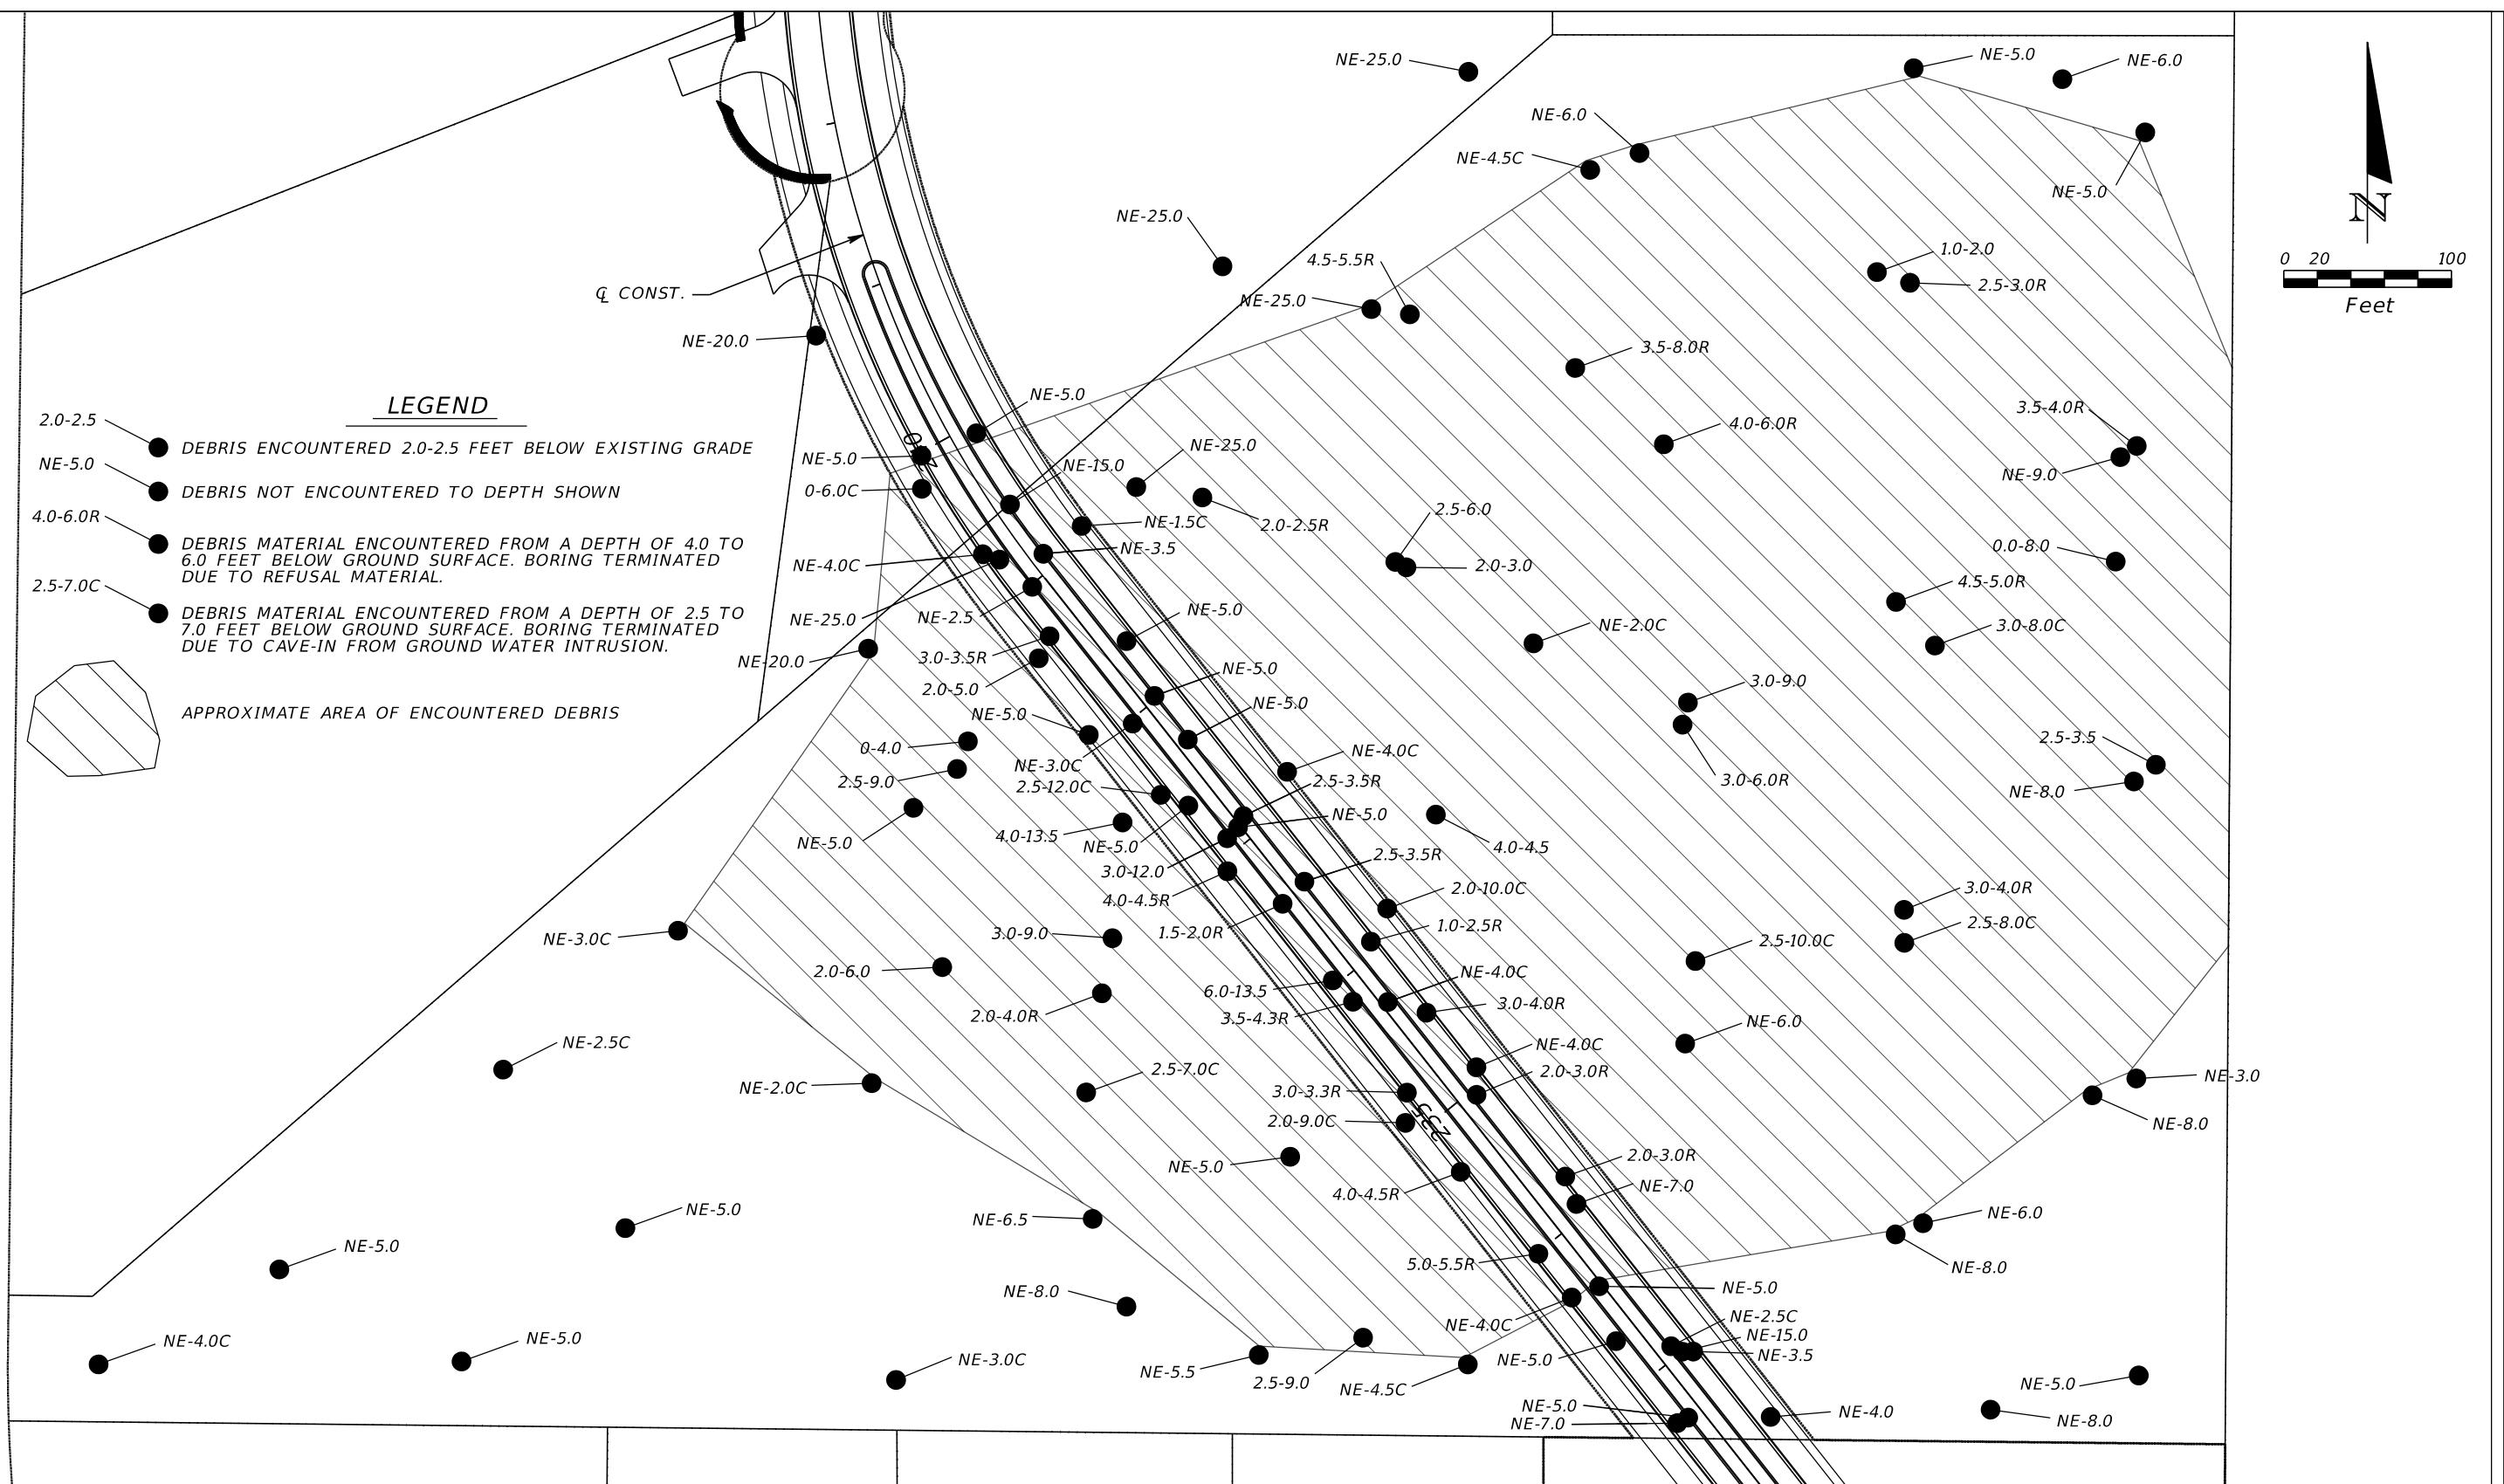 NE-25.0
NE-5.0
NE-6.0
NE-6.0
NE-4.5C
NE-5.0
N
NE-25.0
1.0-2.0
4.5-5.5R
0 20 100
2.5-3.0R
℄ CONST.
NE-25.0
Feet
NE-20.0
3.5-8.0R
LEGEND
NE-5.0
3.5-4.0R
2.0-2.5
4.0-6.0R
DEBRIS ENCOUNTERED 2.0-2.5 FEET BELOW EXISTING GRADE
NE-25.0
NE-5.0
NE-5.0
NE-15.0
NE-9.0
DEBRIS NOT ENCOUNTERED TO DEPTH SHOWN
0-6.0C
4.0-6.0R
2.5-6.0
NE-1.5C
2.0-2.5R
DEBRIS MATERIAL ENCOUNTERED FROM A DEPTH OF 4.0 TO
6.0 FEET BELOW GROUND SURFACE. BORING TERMINATED
DUE TO REFUSAL MATERIAL.
NE-3.5
0.0-8.0
NE-4.0C
2.0-3.0
2.5-7.0C
4.5-5.0R
DEBRIS MATERIAL ENCOUNTERED FROM A DEPTH OF 2.5 TO
7.0 FEET BELOW GROUND SURFACE. BORING TERMINATED
DUE TO CAVE-IN FROM GROUND WATER INTRUSION.
NE-25.0
NE-2.5
NE-5.0
NE-2.0C
3.0-8.0C
NE-20.0
3.0-3.5R
NE-5.0
2.0-5.0
3.0-9.0
APPROXIMATE AREA OF ENCOUNTERED DEBRIS
NE-5.0
NE-5.0
0-4.0
2.5-3.5
NE-4.0C
NE-3.0C
2.5-9.0
2.5-12.0C
2.5-3.5R
3.0-6.0R
NE-8.0
NE-5.0
NE-5.0
4.0-13.5
NE-5.0
4.0-4.5
2.5-3.5R
3.0-12.0
2.0-10.0C
3.0-4.0R
4.0-4.5R
2.5-8.0C
1.0-2.5R
NE-3.0C
3.0-9.0
1.5-2.0R
2.5-10.0C
2.0-6.0
NE-4.0C
6.0-13.5
3.0-4.0R
2.0-4.0R
3.5-4.3R
NE-6.0
NE-2.5C
NE-4.0C
2.5-7.0C
2.0-3.0R
NE-3.0
NE-2.0C
3.0-3.3R
235
2.0-9.0C
NE-8.0
2.0-3.0R
NE-5.0
4.0-4.5R
NE-7.0
NE-5.0
NE-6.5
NE-6.0
NE-5.0
5.0-5.5R
NE-8.0
NE-8.0
NE-5.0
NE-4.0C
NE-2.5C
NE-4.0C
NE-5.0
NE-15.0
NE-3.0C
NE-5.5
NE-5.0
NE-3.5
2.5-9.0
NE-4.5C
NE-5.0
NE-5.0
NE-4.0
NE-7.0
NE-8.0